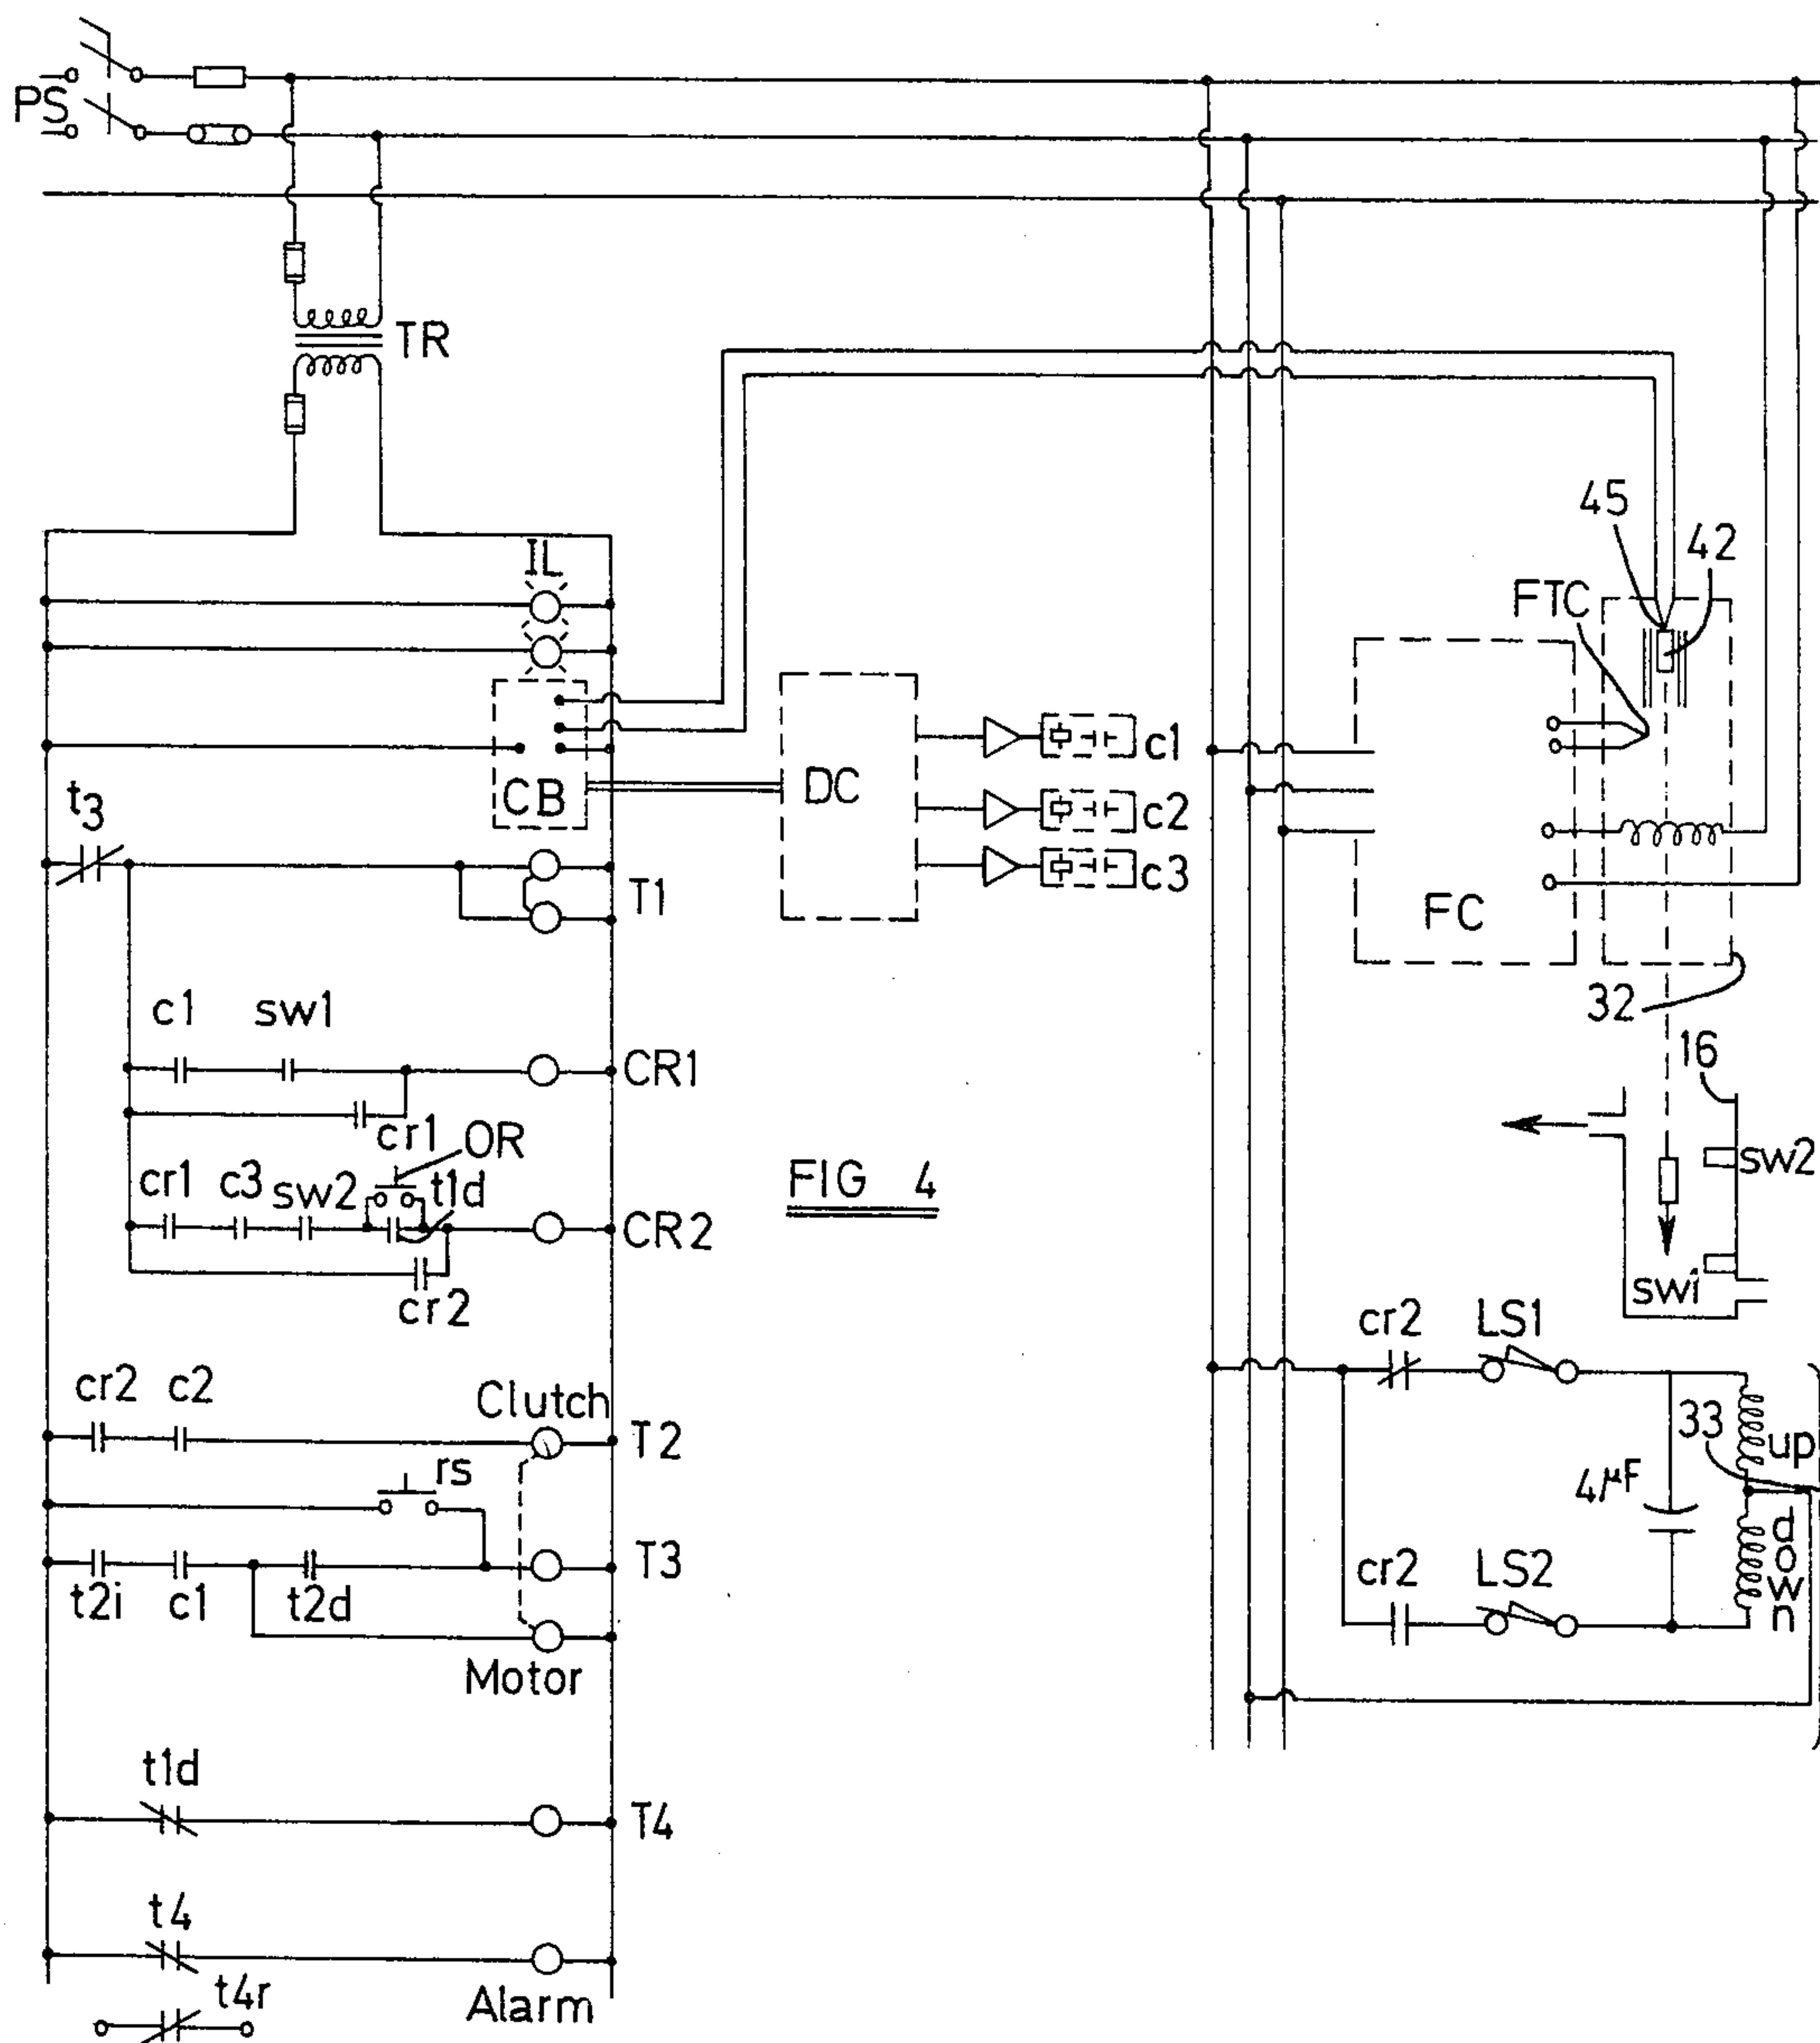 PS
TR
45
42
IL
FTC
CB
DC
c1
c2
c3
t3
T1
FC
32
c1 sw1
CR1
16
cr1 OR
cr1 c3 sw2 t1d
CR2
FIG 4
sw2
cr2
sw1
cr2 LS1
cr2 c2 Clutch
T2
33
up
rs
4µF
down
T3
cr2 LS2
t2i c1 t2d
Motor
t1d
T4
t4
t4r
Alarm